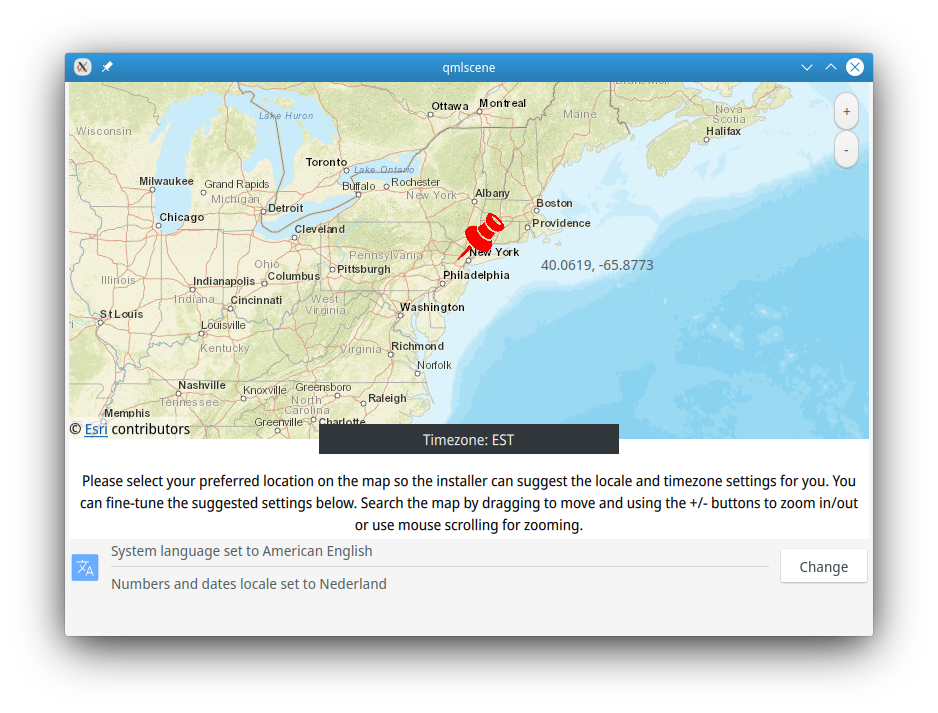 qmlscene
Ottawa
Montreal
Maine
Nova
Scotia
+
Lake Huron
Halifax
Wisconsin
-
Toronto
Lake Ontario
Milwaukee
Grand Rapids
Buffalo
Rochester
Michigan
New York
Albany
Boston
Chicago
Detroit
Providence
Cleveland
New York
Pennsylvania
Ohio
Pittsburgh
40.0619, -65.8773
Illinois
Indianapolis
Columbus
Philadelphia
Indiana
Cincinnati
West
Virginia
Washington
St Louis
Louisville
Kentucky
Virginia
Richmond
Norfolk
Nashville
Knoxville
Greensboro
Tennessee
North
Carolina
Raleigh
Memphis
Greenville
Charlotte
© Esri contributors
Timezone: EST
Please select your preferred location on the map so the installer can suggest the locale and timezone settings for you. You
can fine-tune the suggested settings below. Search the map by dragging to move and using the +/- buttons to zoom in/out
or use mouse scrolling for zooming.
System language set to American English
Change
Numbers and dates locale set to Nederland